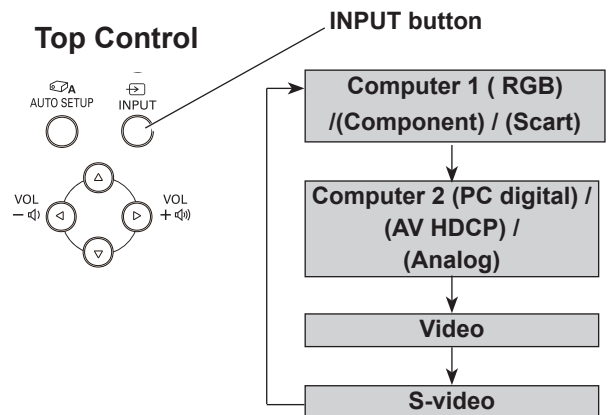 Top Control
INPUT button
A
AUTO SETUP
INPUT
VOL
−
VOL
+
Computer 1 ( RGB)
/(Component) / (Scart)
Computer 2 (PC digital) /
(AV HDCP) /
(Analog)
Video
S-video